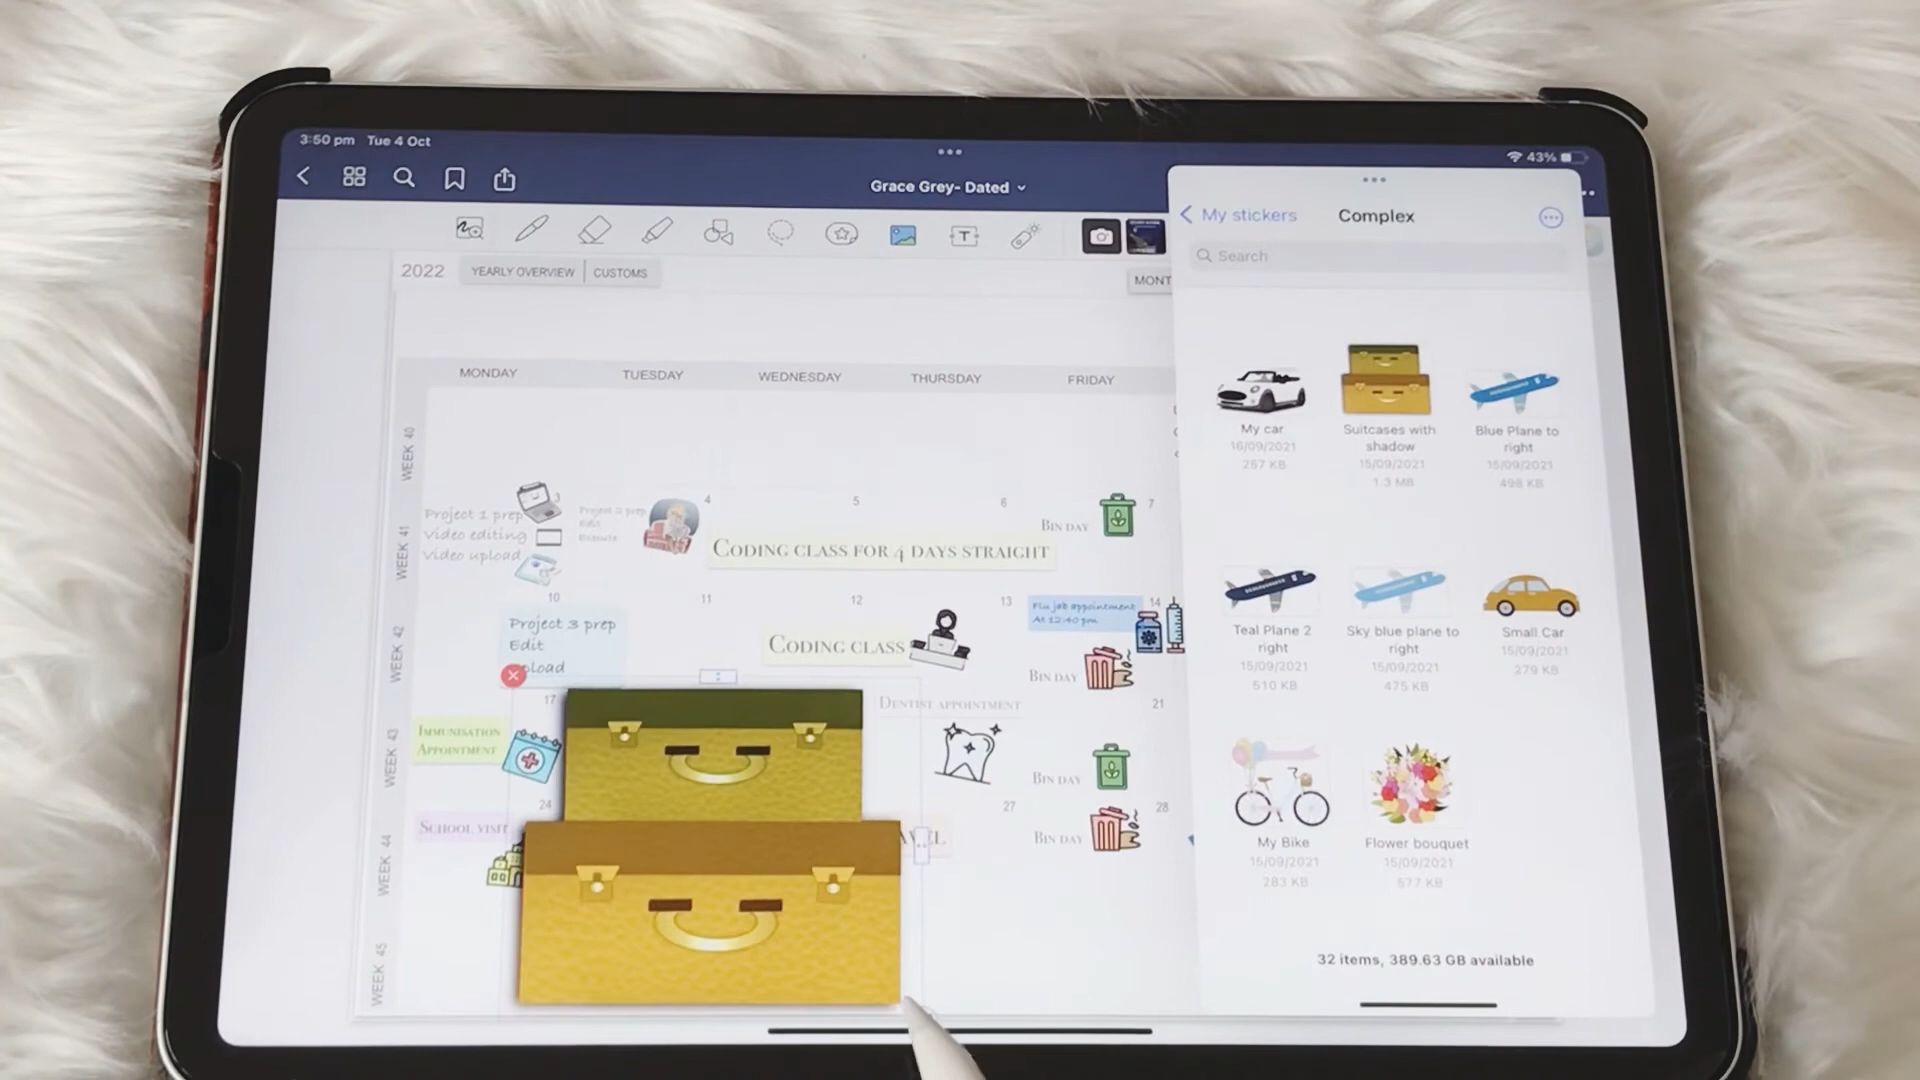 3:50 pm Tue 4 Oct
43%
Grace Grey- Dated
2022
YEARLY OVERVIEW
CUSTOMS
MONT
MONDAY
TUESDAY
WEDNESDAY
THURSDAY
FRIDAY
WEEK 40
WEEK 41
WEEK 42
WEEK 43
WEEK 44
WEEK 45
3
4
5
6
7
Project 1 prep
video editing
video upload
Project 2 prep
Edit
CODING CLASS FOR 4 DAYS STRAIGHT
BIN DAY
10
11
12
13
14
Project 3 prep
Edit
upload
CODING CLASS
Flu jab appointment
At 12:40 pm
BIN DAY
17
21
IMMUNISATION
APPOINTMENT
DENTIST APPOINTMENT
BIN DAY
24
27
28
SCHOOL VISIT
VEL
BIN DAY
My stickers
Complex
Search
My car
16/09/2021
257 KB
Suitcases with
shadow
15/09/2021
1.3 MB
Blue Plane to
right
15/09/2021
498 KB
Teal Plane 2
right
15/09/2021
510 KB
Sky blue plane to
right
15/09/2021
475 KB
Small Car
15/09/2021
279 KB
My Bike
15/09/2021
283 KB
Flower bouquet
15/09/2021
577 KB
32 items, 389.63 GB available